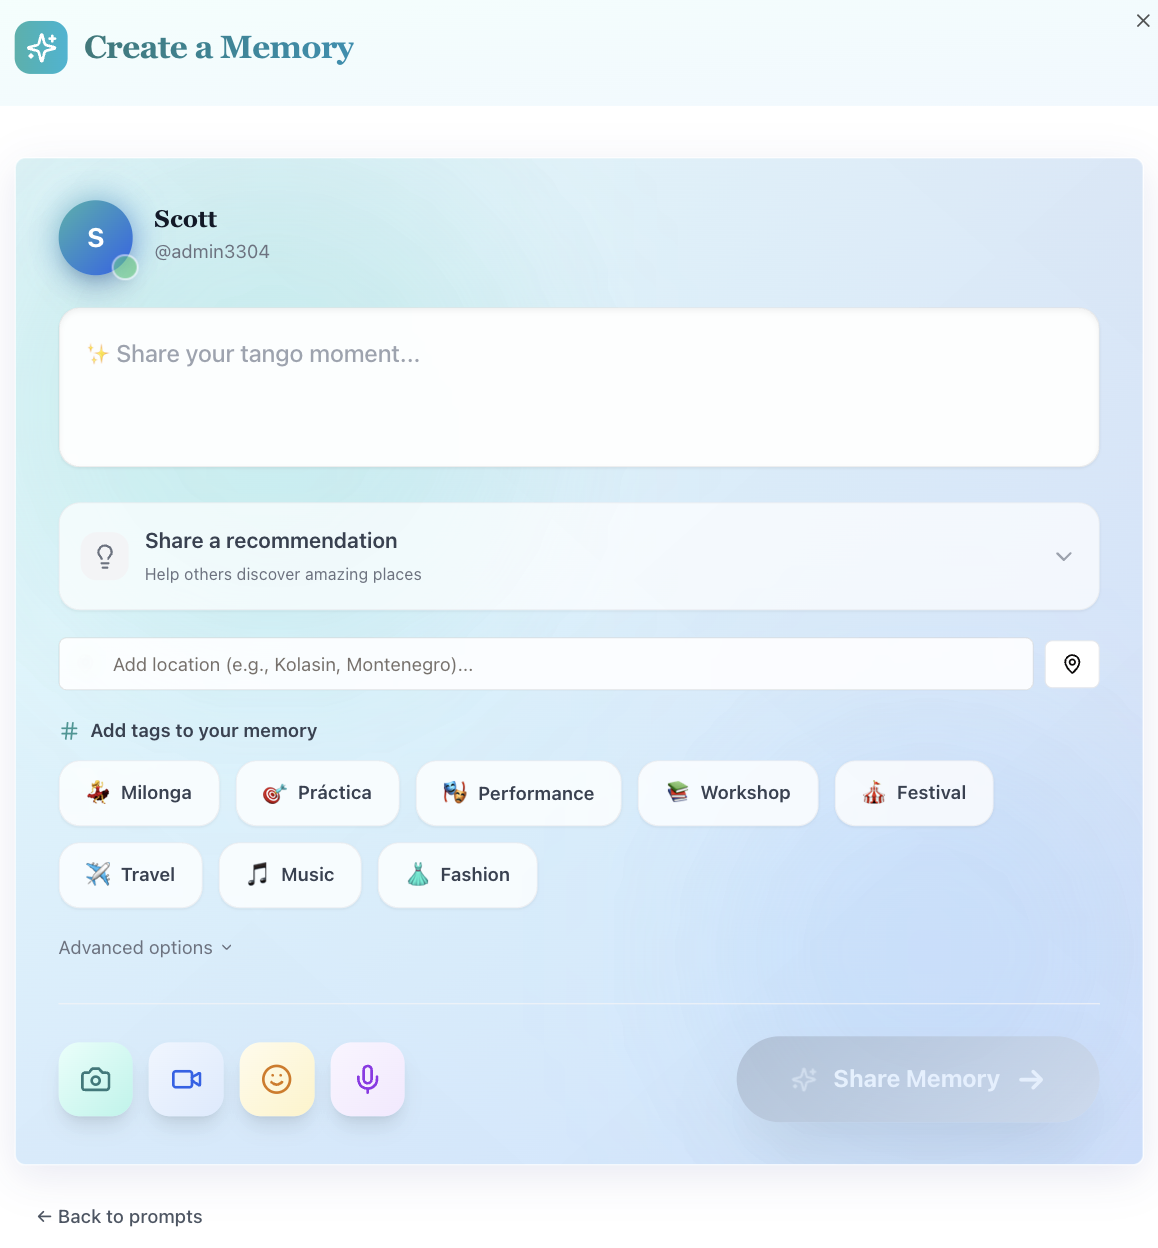 Create a Memory
S
Scott
@admin3304
✨ Share your tango moment...
Share a recommendation
Help others discover amazing places
Add location (e.g., Kolasin, Montenegro)...
# Add tags to your memory
Milonga
Práctica
Performance
Workshop
Festival
Travel
Music
Fashion
Advanced options
Share Memory →
← Back to prompts